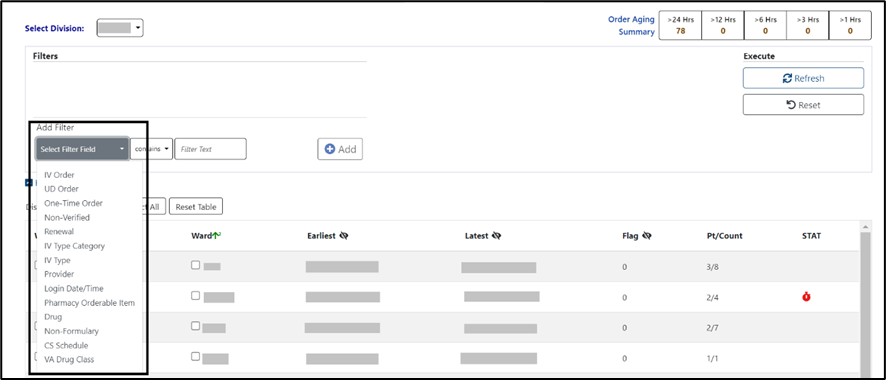 Select Division:
Order Aging Summary
>24 Hrs >12 Hrs >6 Hrs >3 Hrs >1 Hrs
78 0 0 0 0
Filters
Execute
Refresh
Reset
Add Filter
Select Filter Field contains Filter Text Add
IV Order
UD Order
One-Time Order
Non-Verified
Renewal
IV Type Category
IV Type
Provider
Login Date/Time
Pharmacy Orderable Item
Drug
Non-Formulary
CS Schedule
VA Drug Class
All Reset Table
Ward Earliest Latest Flag Pt/Count STAT
0 3/8
0 2/4
0 2/7
0 1/1